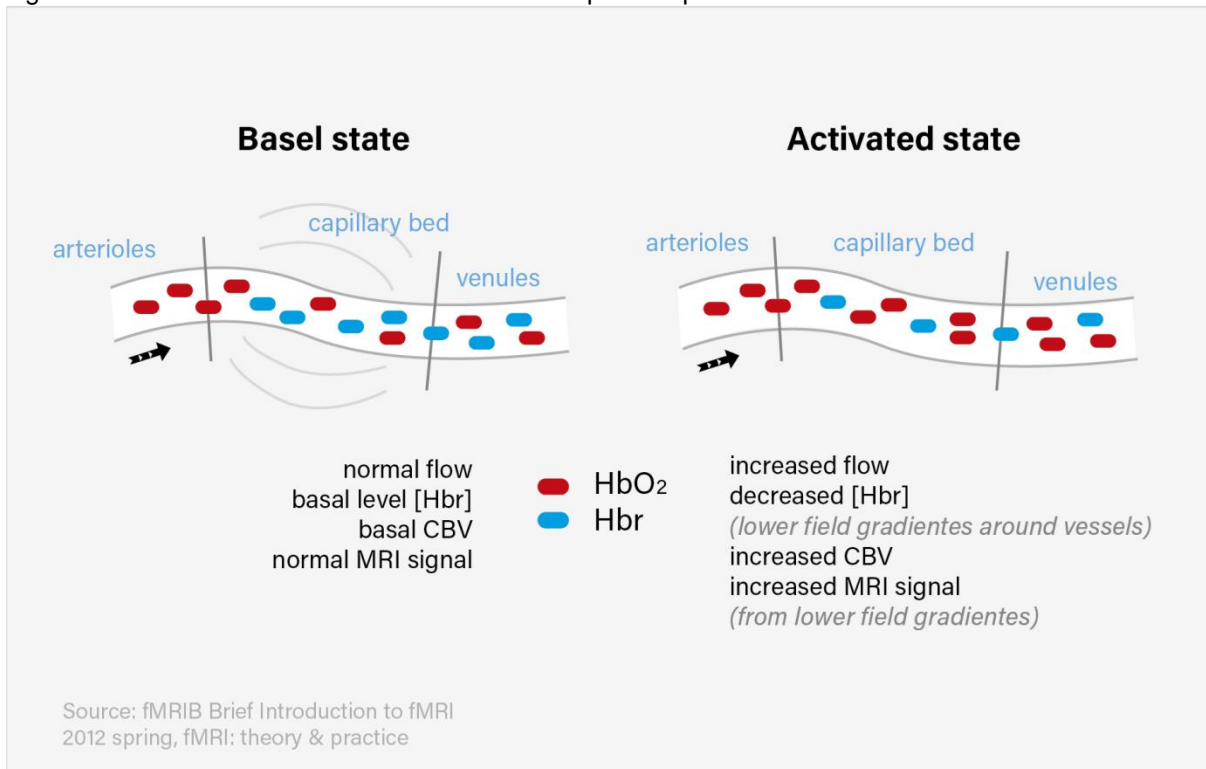 Basel state
Activated state
arterioles
capillary bed
venules
arterioles
capillary bed
venules
normal flow
basal level [Hbr]
basal CBV
normal MRI signal
HbO₂
Hbr
increased flow
decreased [Hbr]
(lower field gradientes around vessels)
increased CBV
increased MRI signal
(from lower field gradientes)
Source: fMRIB Brief Introduction to fMRI
2012 spring, fMRI: theory & practice